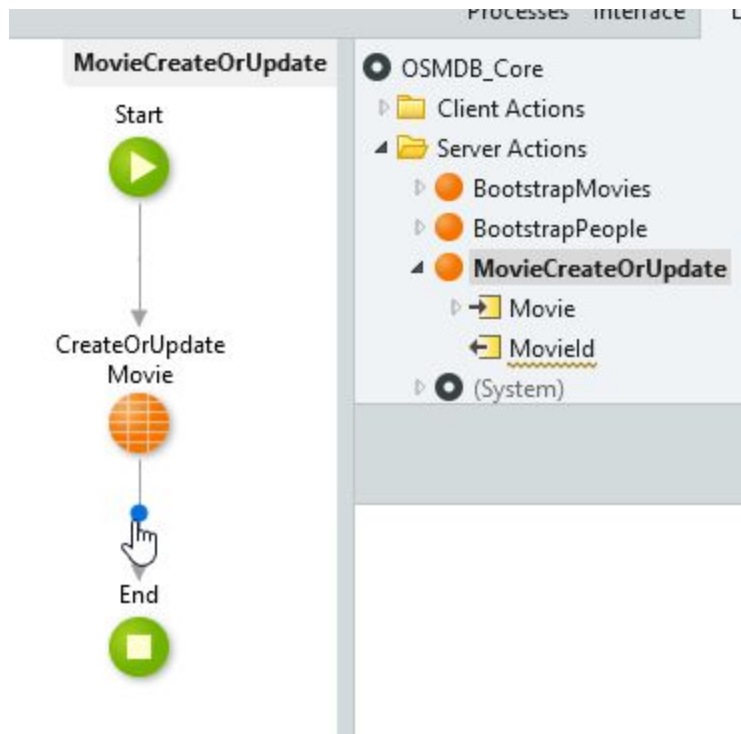 Processes Interface
MovieCreateOrUpdate
Start
CreateOrUpdate
Movie
End
OSMDB_Core
Client Actions
Server Actions
BootstrapMovies
BootstrapPeople
MovieCreateOrUpdate
Movie
MovieId
(System)